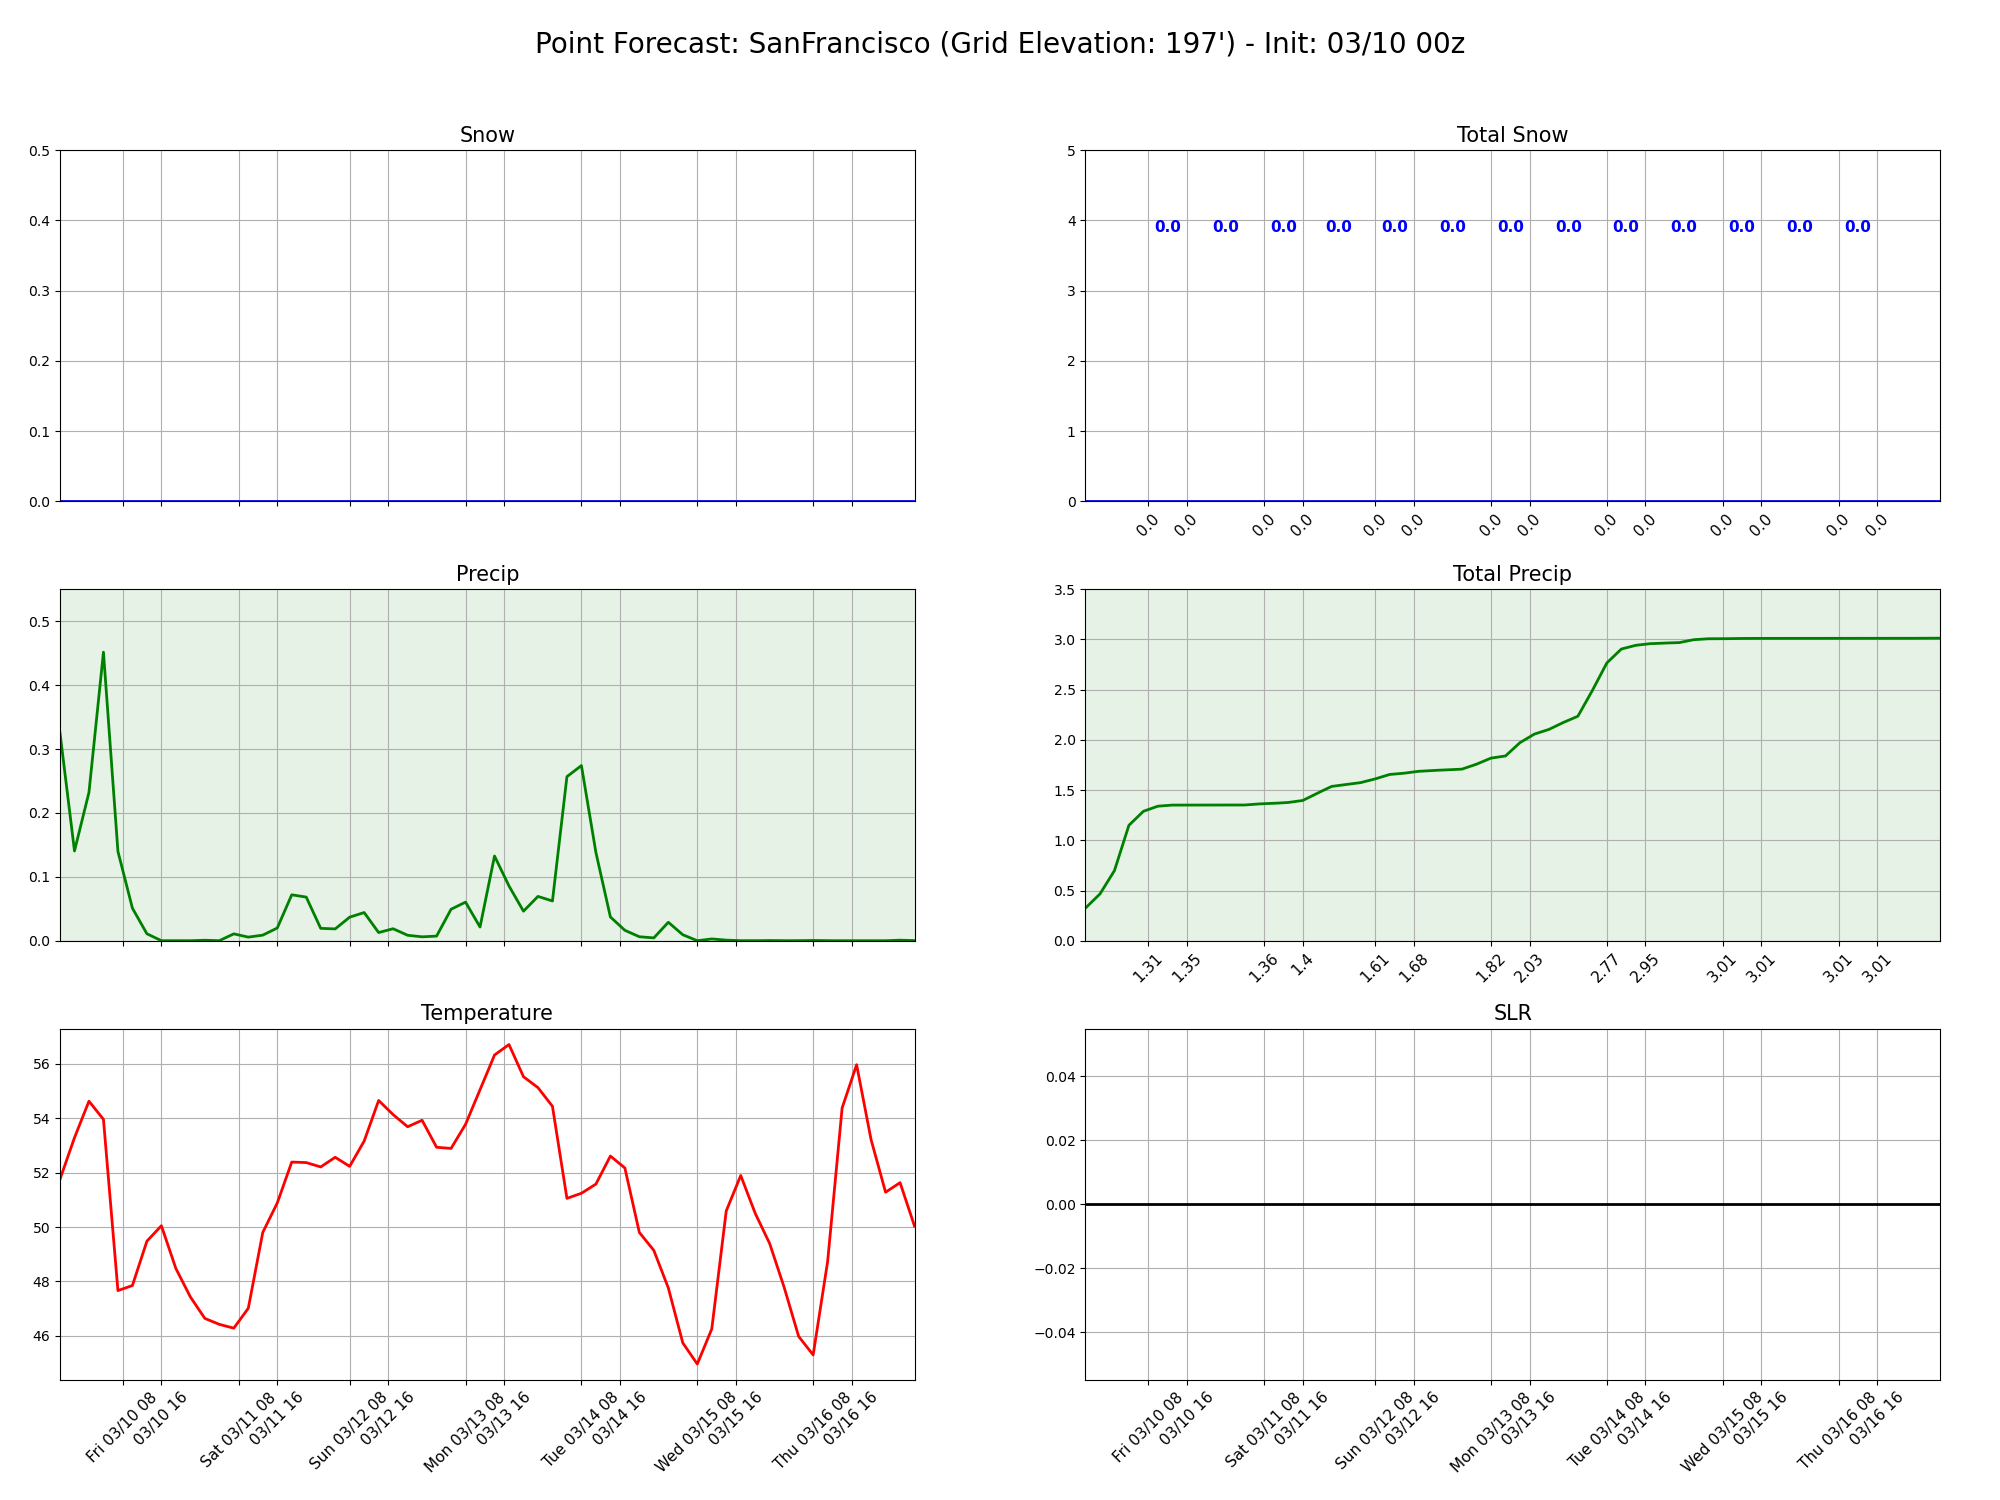 Point Forecast: SanFrancisco (Grid Elevation: 197') - Init: 03/10 00z
Snow
0.5
0.4
0.3
0.2
0.1
0.0
Total Snow
5
4
3
2
1
0
0.0 0.0 0.0 0.0 0.0 0.0 0.0 0.0 0.0 0.0 0.0 0.0 0.0
0.0 0.0 0.0 0.0 0.0 0.0 0.0 0.0 0.0 0.0 0.0 0.0 0.0 0.0
Precip
0.5
0.4
0.3
0.2
0.1
0.0
Total Precip
3.5
3.0
2.5
2.0
1.5
1.0
0.5
0.0
1.31 1.35 1.36 1.4 1.61 1.68 1.82 2.03 2.77 2.95 3.01 3.01 3.01 3.01
Temperature
56
54
52
50
48
46
Fri 03/10 08
03/10 16
Sat 03/11 08
03/11 16
Sun 03/12 08
03/12 16
Mon 03/13 08
03/13 16
Tue 03/14 08
03/14 16
Wed 03/15 08
03/15 16
Thu 03/16 08
03/16 16
SLR
0.04
0.02
0.00
−0.02
−0.04
Fri 03/10 08
03/10 16
Sat 03/11 08
03/11 16
Sun 03/12 08
03/12 16
Mon 03/13 08
03/13 16
Tue 03/14 08
03/14 16
Wed 03/15 08
03/15 16
Thu 03/16 08
03/16 16